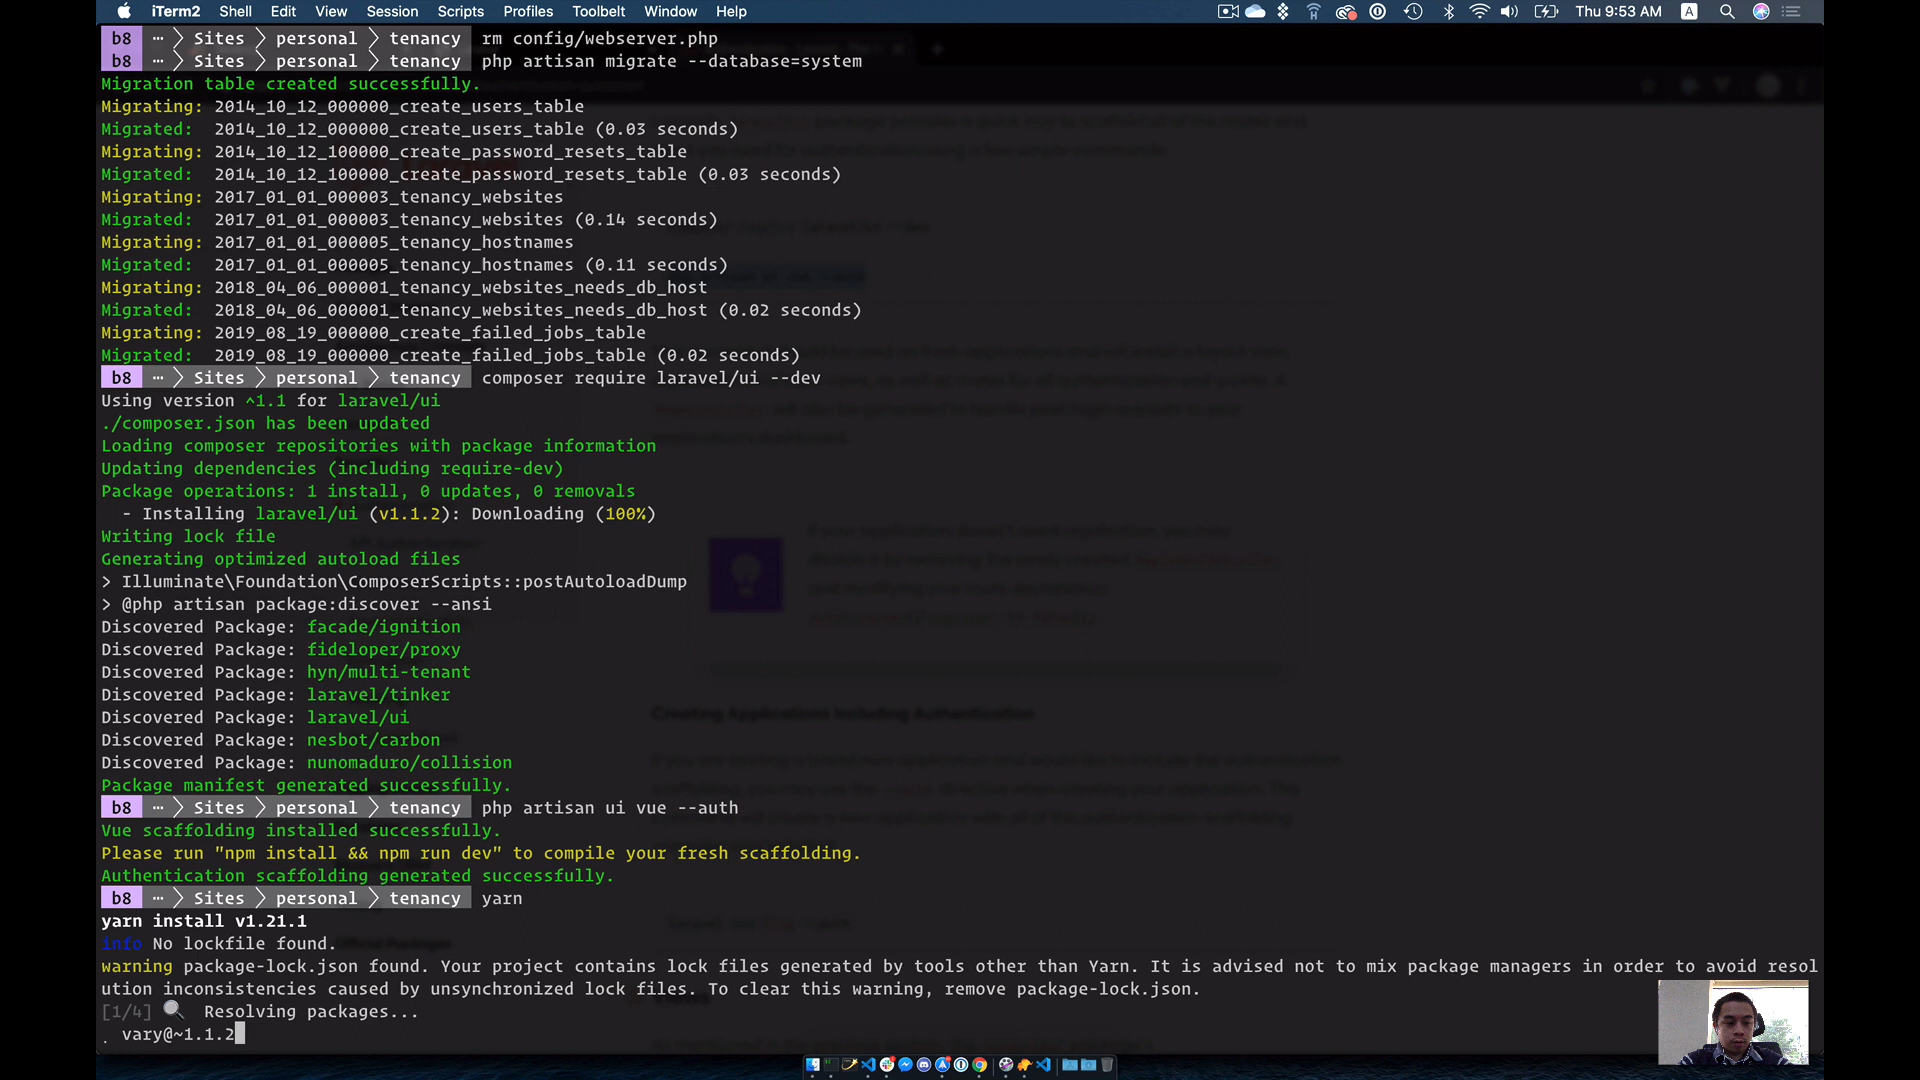 iTerm2 Shell Edit View Session Scripts Profiles Toolbelt Window Help Thu 9:53 AM A
b8 ⋯ Sites personal tenancy rm config/webserver.php
b8 ⋯ Sites personal tenancy php artisan migrate --database=system
Migration table created successfully.
Migrating: 2014_10_12_000000_create_users_table
Migrated: 2014_10_12_000000_create_users_table (0.03 seconds)
Migrating: 2014_10_12_100000_create_password_resets_table
Migrated: 2014_10_12_100000_create_password_resets_table (0.03 seconds)
Migrating: 2017_01_01_000003_tenancy_websites
Migrated: 2017_01_01_000003_tenancy_websites (0.14 seconds)
Migrating: 2017_01_01_000005_tenancy_hostnames
Migrated: 2017_01_01_000005_tenancy_hostnames (0.11 seconds)
Migrating: 2018_04_06_000001_tenancy_websites_needs_db_host
Migrated: 2018_04_06_000001_tenancy_websites_needs_db_host (0.02 seconds)
Migrating: 2019_08_19_000000_create_failed_jobs_table
Migrated: 2019_08_19_000000_create_failed_jobs_table (0.02 seconds)
b8 ⋯ Sites personal tenancy composer require laravel/ui --dev
Using version ^1.1 for laravel/ui
./composer.json has been updated
Loading composer repositories with package information
Updating dependencies (including require-dev)
Package operations: 1 install, 0 updates, 0 removals
- Installing laravel/ui (v1.1.2): Downloading (100%)
Writing lock file
Generating optimized autoload files
> Illuminate\Foundation\ComposerScripts::postAutoloadDump
> @php artisan package:discover --ansi
Discovered Package: facade/ignition
Discovered Package: fideloper/proxy
Discovered Package: hyn/multi-tenant
Discovered Package: laravel/tinker
Discovered Package: laravel/ui
Discovered Package: nesbot/carbon
Discovered Package: nunomaduro/collision
Package manifest generated successfully.
b8 ⋯ Sites personal tenancy php artisan ui vue --auth
Vue scaffolding installed successfully.
Please run "npm install && npm run dev" to compile your fresh scaffolding.
Authentication scaffolding generated successfully.
b8 ⋯ Sites personal tenancy yarn
yarn install v1.21.1
info No lockfile found.
warning package-lock.json found. Your project contains lock files generated by tools other than Yarn. It is advised not to mix package managers in order to avoid resol
ution inconsistencies caused by unsynchronized lock files. To clear this warning, remove package-lock.json.
[1/4] Resolving packages...
vary@~1.1.2
Creating Applications Including Authentication